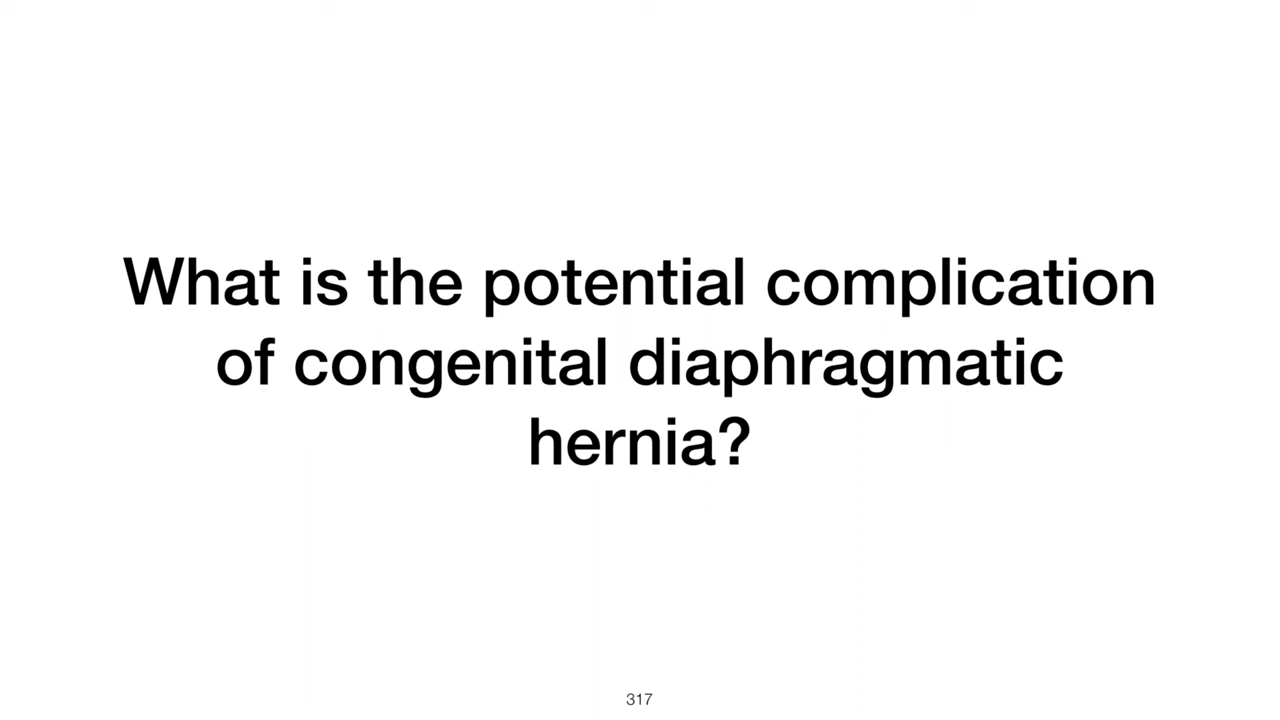 What is the potential complication
of congenital diaphragmatic
hernia?
317